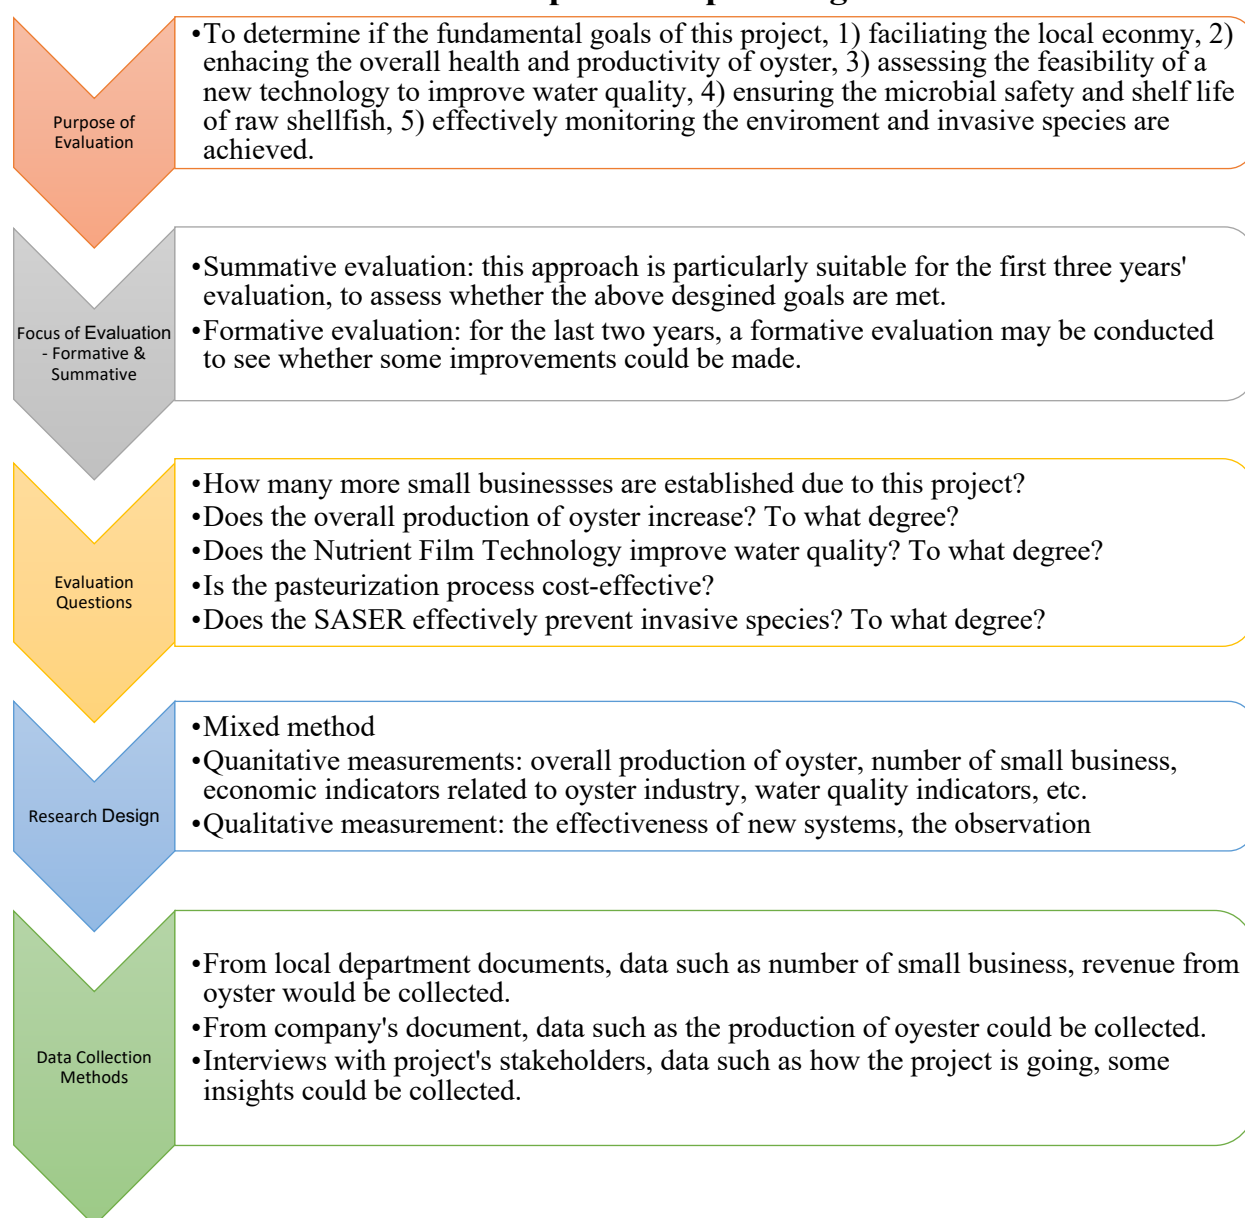 Purpose of
Evaluation
•To determine if the fundamental goals of this project, 1) faciliating the local econmy, 2)
enhacing the overall health and productivity of oyster, 3) assessing the feasibility of a
new technology to improve water quality, 4) ensuring the microbial safety and shelf life
of raw shellfish, 5) effectively monitoring the enviroment and invasive species are
achieved.
Focus of Evaluation
- Formative &
Summative
•Summative evaluation: this approach is particularly suitable for the first three years'
evaluation, to assess whether the above desgined goals are met.
•Formative evaluation: for the last two years, a formative evaluation may be conducted
to see whether some improvements could be made.
Evaluation
Questions
•How many more small businessses are established due to this project?
•Does the overall production of oyster increase? To what degree?
•Does the Nutrient Film Technology improve water quality? To what degree?
•Is the pasteurization process cost-effective?
•Does the SASER effectively prevent invasive species? To what degree?
Research Design
•Mixed method
•Quanitative measurements: overall production of oyster, number of small business,
economic indicators related to oyster industry, water quality indicators, etc.
•Qualitative measurement: the effectiveness of new systems, the observation
Data Collection
Methods
•From local department documents, data such as number of small business, revenue from
oyster would be collected.
•From company's document, data such as the production of oyester could be collected.
•Interviews with project's stakeholders, data such as how the project is going, some
insights could be collected.